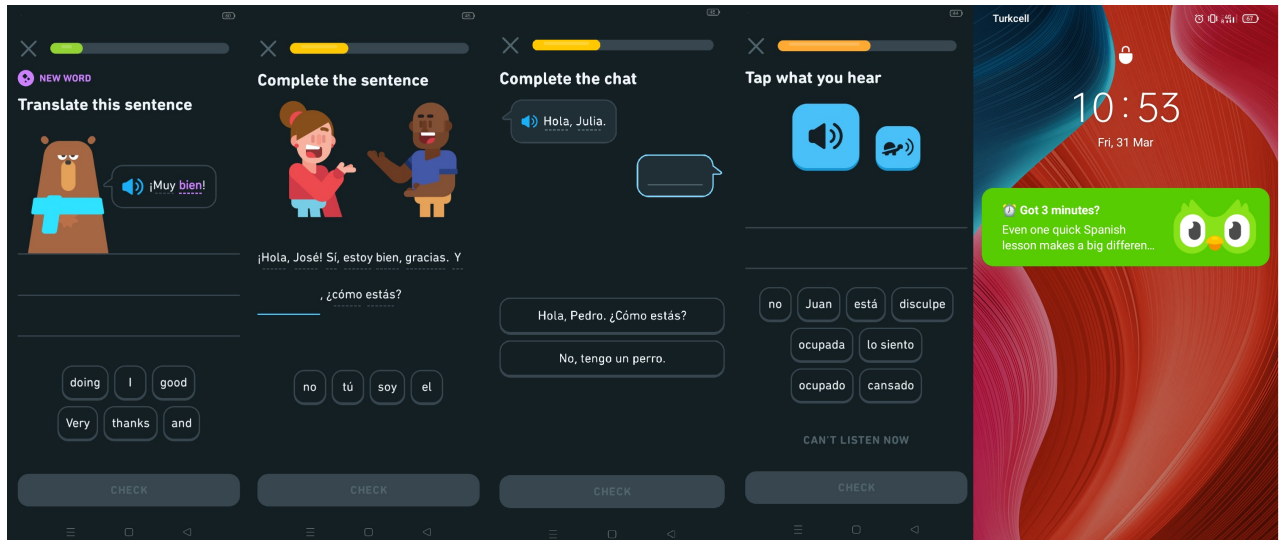 NEW WORD
Translate this sentence
¡Muy bien!
doing I good
Very thanks and
CHECK
Complete the sentence
¡Hola, José! Sí, estoy bien, gracias. Y
, ¿cómo estás?
no tú soy el
CHECK
Complete the chat
Hola, Julia.
Hola, Pedro. ¿Cómo estás?
No, tengo un perro.
CHECK
Tap what you hear
no Juan está disculpe
ocupada lo siento
ocupado cansado
CAN'T LISTEN NOW
CHECK
Turkcell 67
10:53
Fri, 31 Mar
Got 3 minutes?
Even one quick Spanish
lesson makes a big differen...